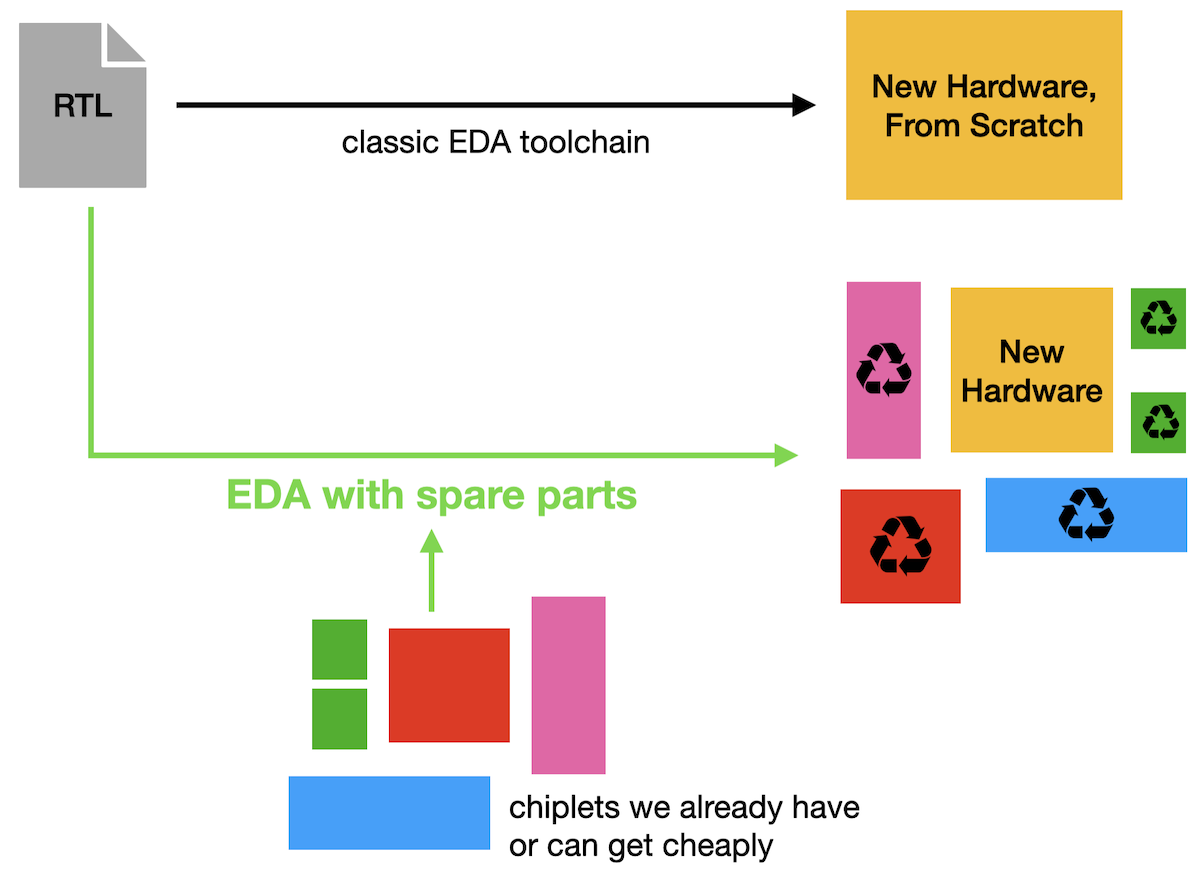 RTL
classic EDA toolchain
New Hardware,
From Scratch
New
Hardware
EDA with spare parts
chiplets we already have
or can get cheaply